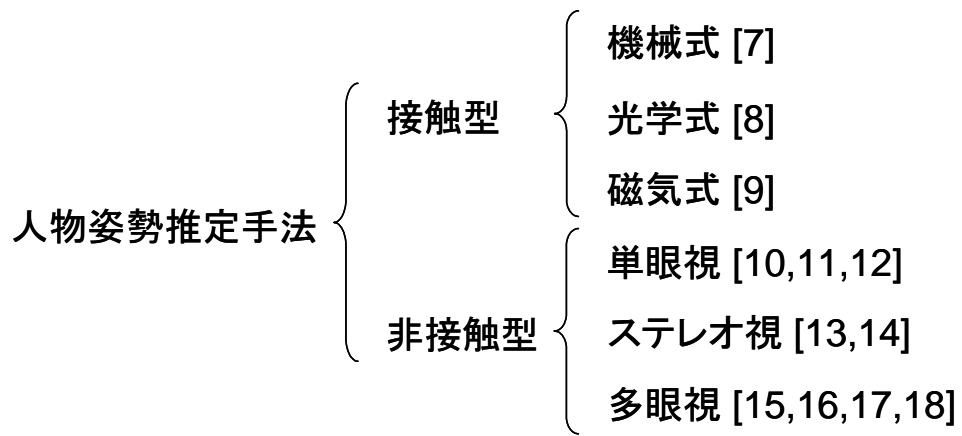 人物姿勢推定手法
接触型
機械式 [7]
光学式 [8]
磁気式 [9]
非接触型
単眼視 [10,11,12]
ステレオ視 [13,14]
多眼視 [15,16,17,18]